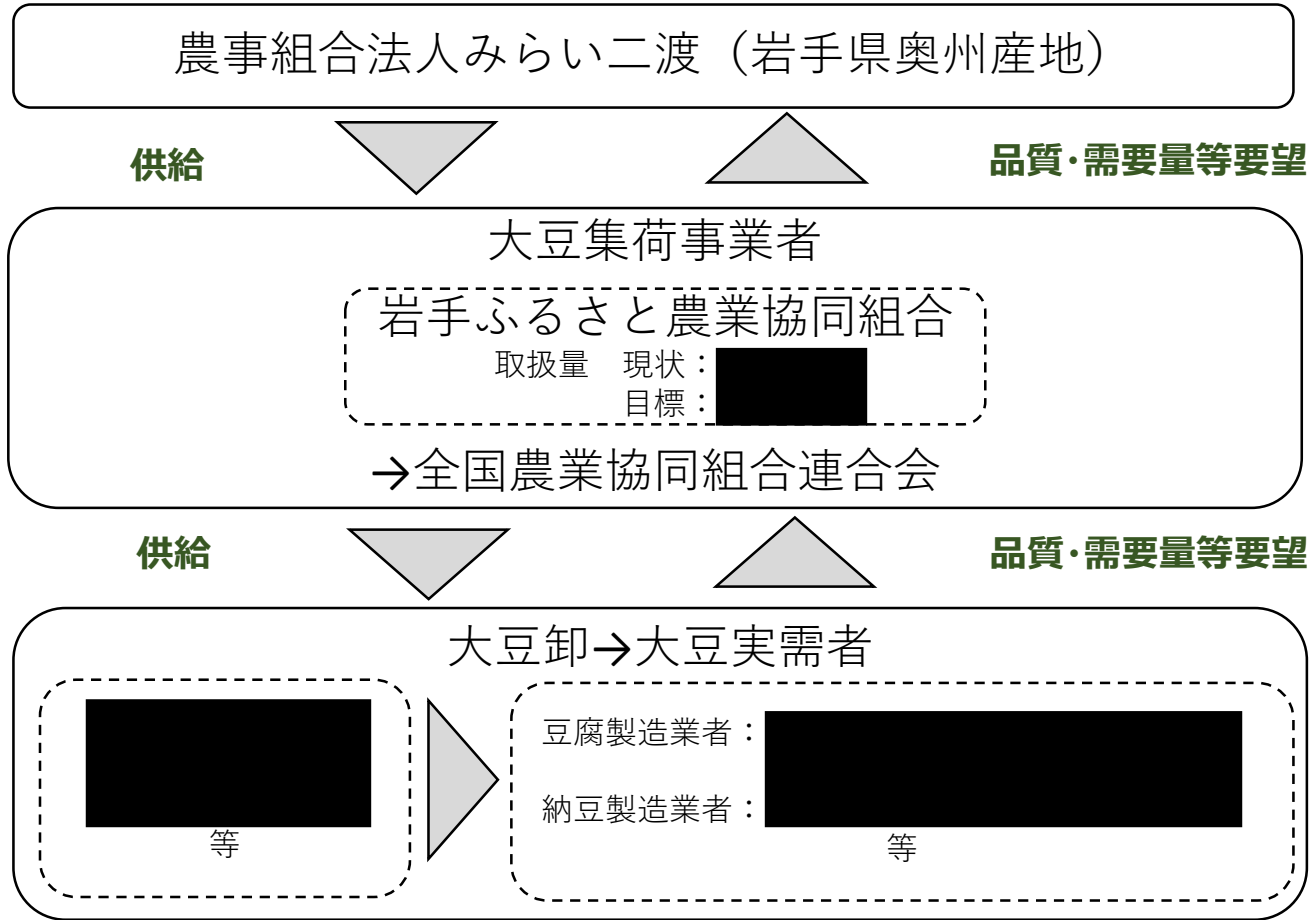 農事組合法人みらい二渡（岩手県奥州産地）
供給
品質・需要量等要望
大豆集荷事業者
岩手ふるさと農業協同組合
取扱量　現状：
目標：
→全国農業協同組合連合会
供給
品質・需要量等要望
大豆卸→大豆実需者
等
豆腐製造業者：
納豆製造業者：
等